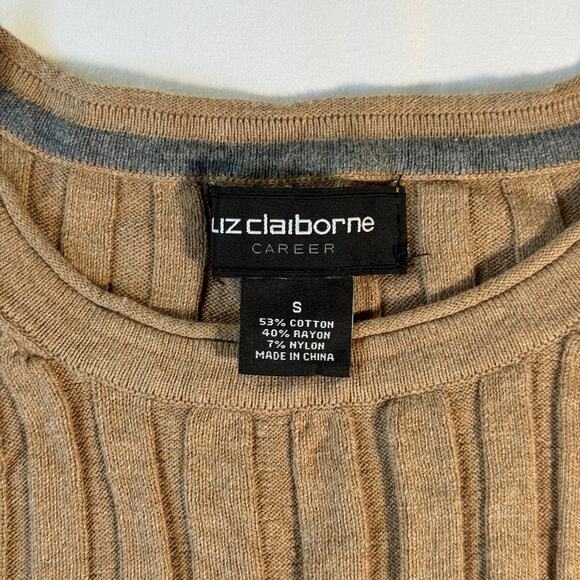 LIZ claiborne
CAREER
S
53% COTTON
40% RAYON
7% NYLON
MADE IN CHINA